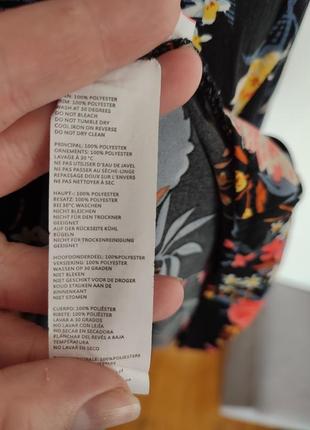 100% POLYESTER
100% POLYESTER
WASH AT 30 DEGREES
DO NOT BLEACH
DO NOT TUMBLE DRY
COOL IRON ON REVERSE
DO NOT DRY CLEAN
PRINCIPAL: 100% POLYESTER
ORNEMENTS: 100% POLYESTER
LAVAGE À 30 °C
NE PAS UTILISER D'EAU DE JAVEL
NE PAS PASSER AU SÈCHE-LINGE
REPASSAGE DOUX SUR L'ENVERS
NE PAS NETTOYER À SEC
HAUPT-: 100% POLYESTER
BESATZ: 100% POLYESTER
BEI 30°C WASCHEN
NICHT BLEICHEN
NICHT FÜR DEN TROCKNER
GEEIGNET
AUF DER RÜCKSEITE KÜHL
BÜGELN
NICHT FÜR TROCKENREINIGUNG
GEEIGNET
HOOFDONDERDEEL: 100% POLYESTER
VERSIERING: 100% POLYESTER
WASSEN OP 30 GRADEN
NIET BLEKEN
NIET GESCHIKT VOOR DE DROGER
KOUD STRIJKEN AAN DE
BINNENKANT
NIET STOMEN
CUERPO: 100% POLIÉSTER
RIBETE: 100% POLIÉSTER
LAVAR A 30 GRADOS
NO LAVAR CON LEJÍA
NO SECAR EN SECADORA
PLANCHAR DEL REVÉS A BAJA
TEMPERATURA
NO LAVAR EN SECO
100% POLIESTERE